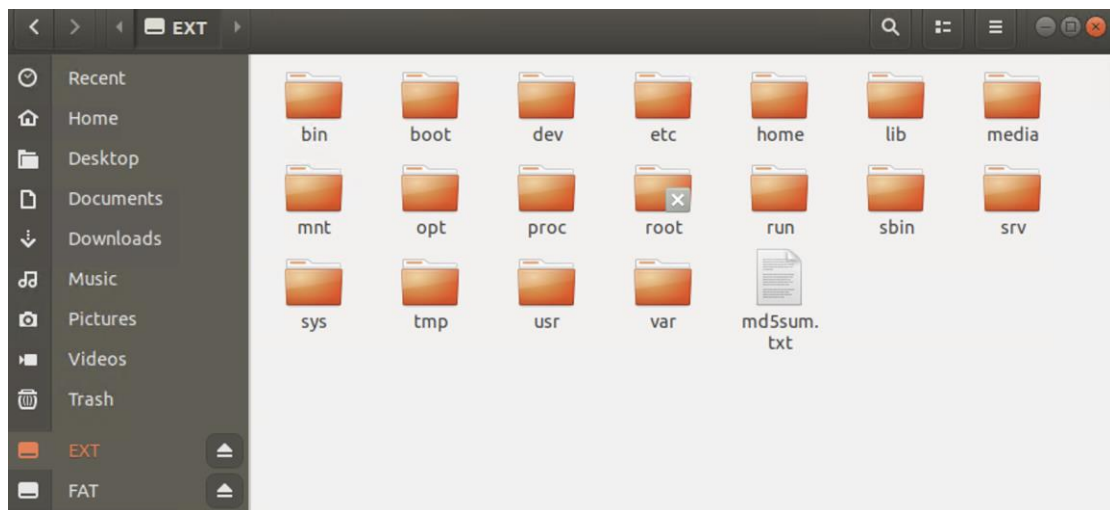 EXT
Recent
Home
Desktop
Documents
Downloads
Music
Pictures
Videos
Trash
EXT
FAT
bin boot dev etc home lib media
mnt opt proc root run sbin srv
sys tmp usr var md5sum.
txt